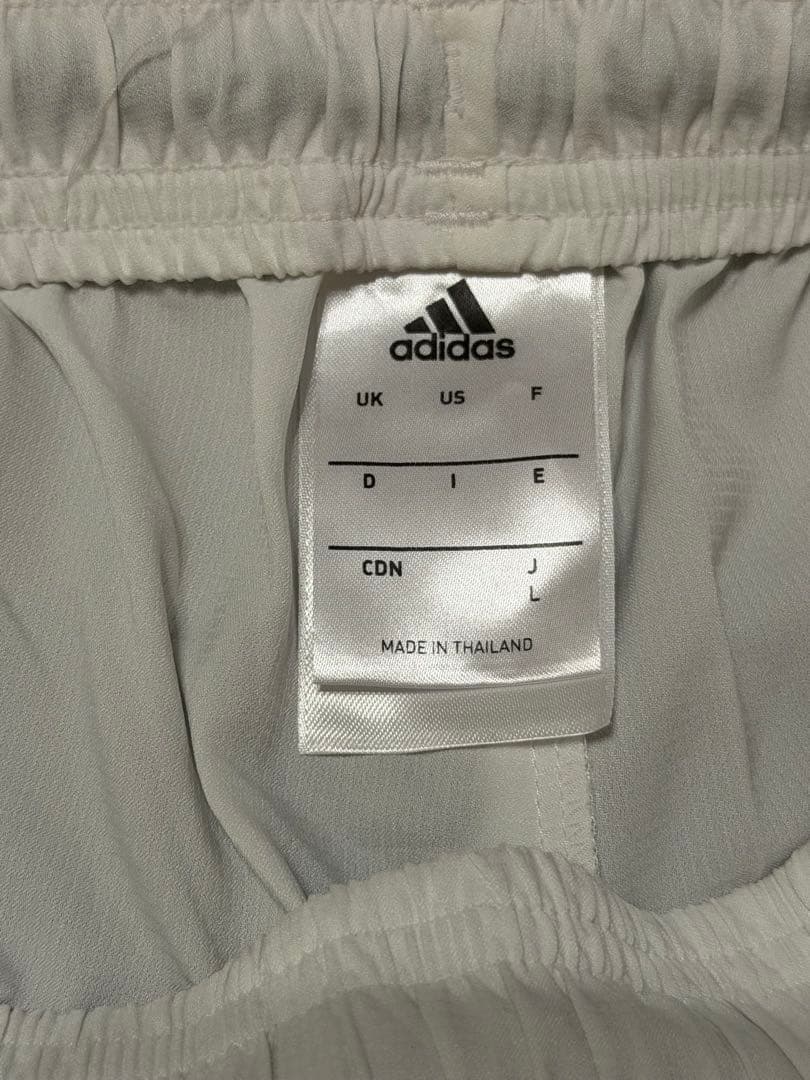 adidas
UK US F
D I E
CDN J
L
MADE IN THAILAND